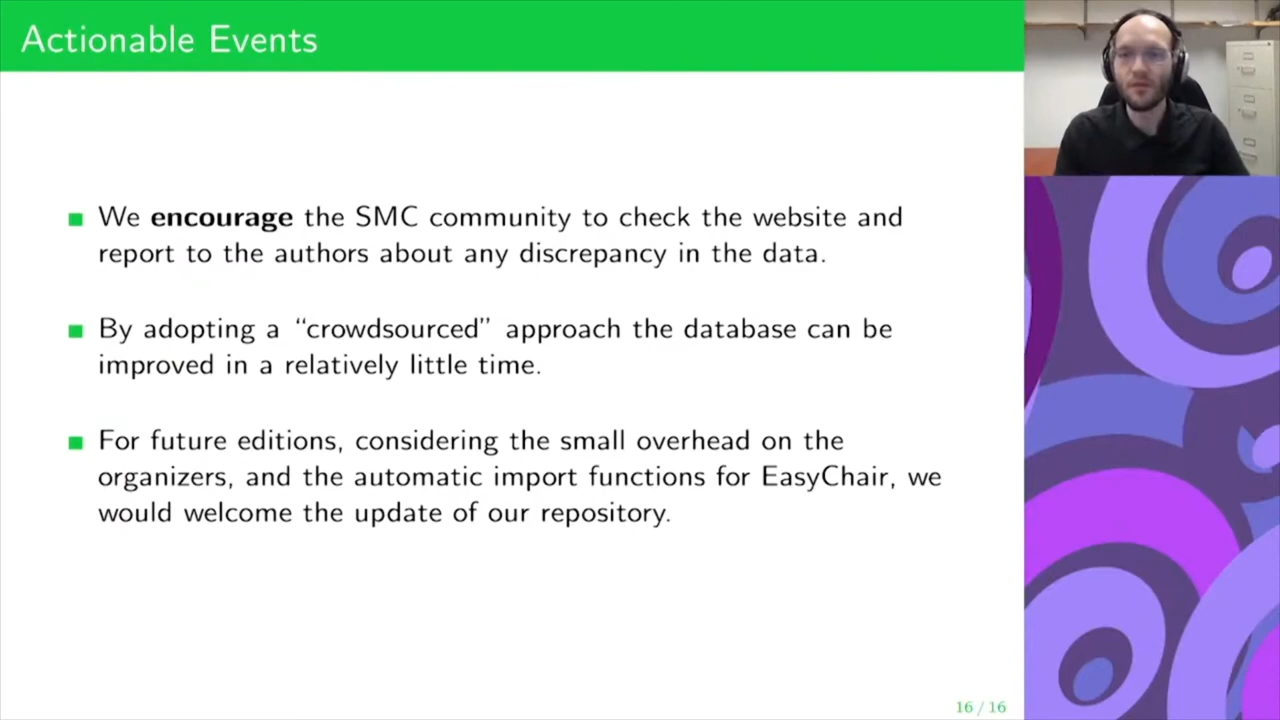 Actionable Events
We encourage the SMC community to check the website and
report to the authors about any discrepancy in the data.
By adopting a “crowdsourced” approach the database can be
improved in a relatively little time.
For future editions, considering the small overhead on the
organizers, and the automatic import functions for EasyChair, we
would welcome the update of our repository.
16 / 16